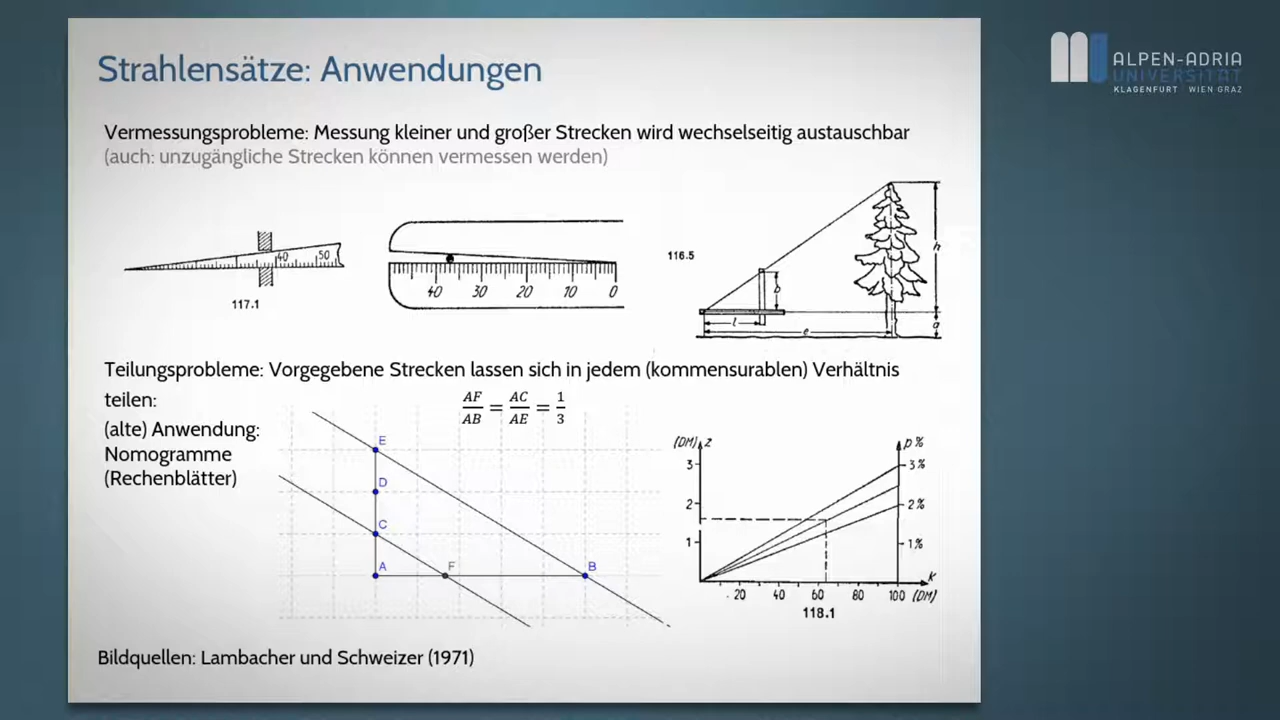 Strahlensätze: Anwendungen
ALPEN-ADRIA
UNIVERSITÄT
KLAGENFURT WIEN GRAZ
Vermessungsprobleme: Messung kleiner und großer Strecken wird wechselseitig austauschbar
(auch: unzugängliche Strecken können vermessen werden)
40 50
117.1
40 30 20 10 0
116.5
h
b
l
e
a
Teilungsprobleme: Vorgegebene Strecken lassen sich in jedem (kommensurablen) Verhältnis
teilen:
AF/AB = AC/AE = 1/3
(alte) Anwendung:
Nomogramme
(Rechenblätter)
E
D
C
A F B
(DM) z p%
3 3%
2 2%
1 1%
K
20 40 60 80 100 (DM)
118.1
Bildquellen: Lambacher und Schweizer (1971)